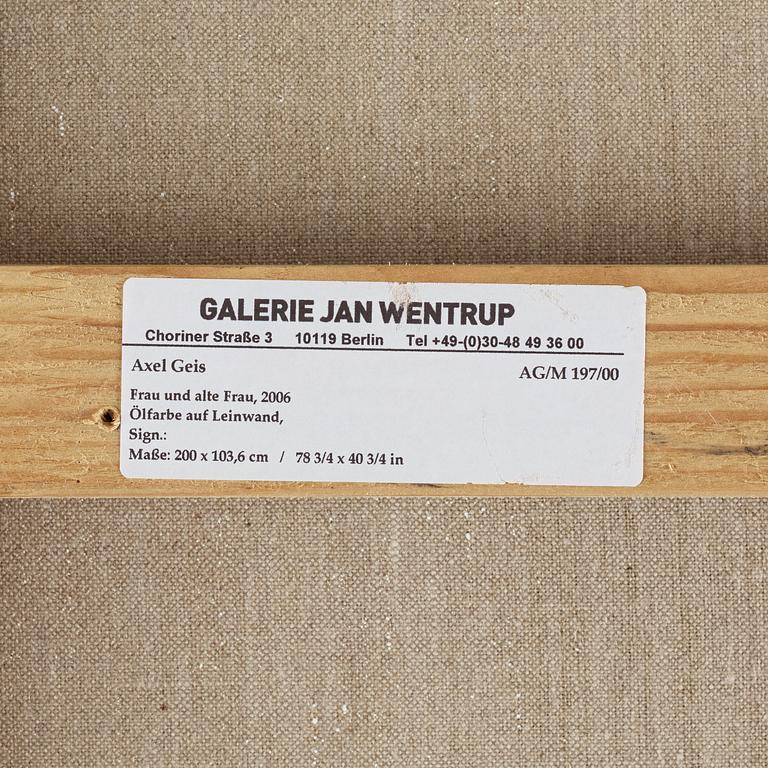 GALERIE JAN WENTRUP
Choriner Straße 3 10119 Berlin Tel +49-(0)30-48 49 36 00
Axel Geis AG/M 197/00
Frau und alte Frau, 2006
Ölfarbe auf Leinwand,
Sign.:
Maße: 200 x 103,6 cm / 78 3/4 x 40 3/4 in